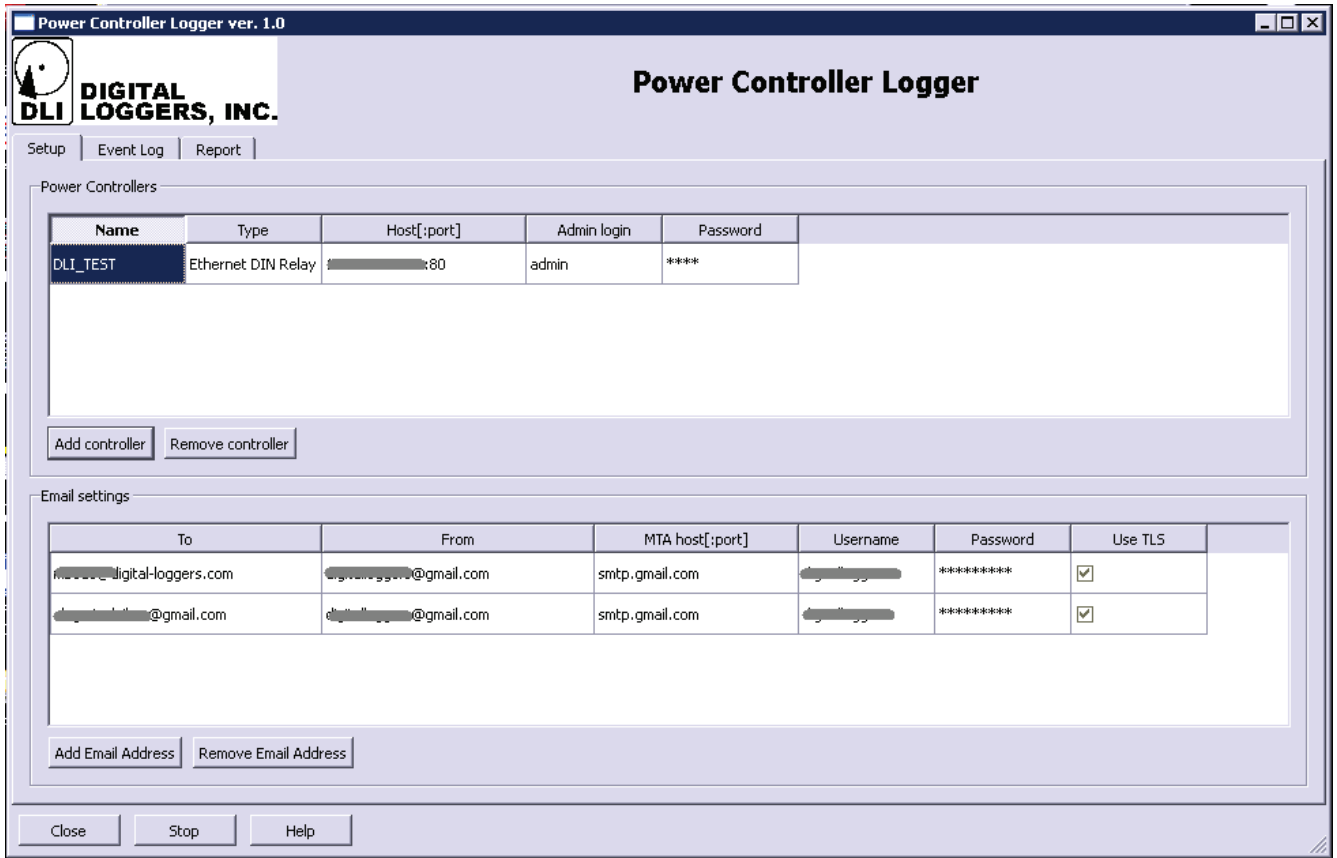 Power Controller Logger ver. 1.0
DLI DIGITAL LOGGERS, INC.
Power Controller Logger
Setup Event Log Report
Power Controllers
Name Type Host[:port] Admin login Password
DLI_TEST Ethernet DIN Relay :80 admin ****
Add controller Remove controller
Email settings
To From MTA host[:port] Username Password Use TLS
digital-loggers.com @gmail.com smtp.gmail.com *********
@gmail.com @gmail.com smtp.gmail.com *********
Add Email Address Remove Email Address
Close Stop Help